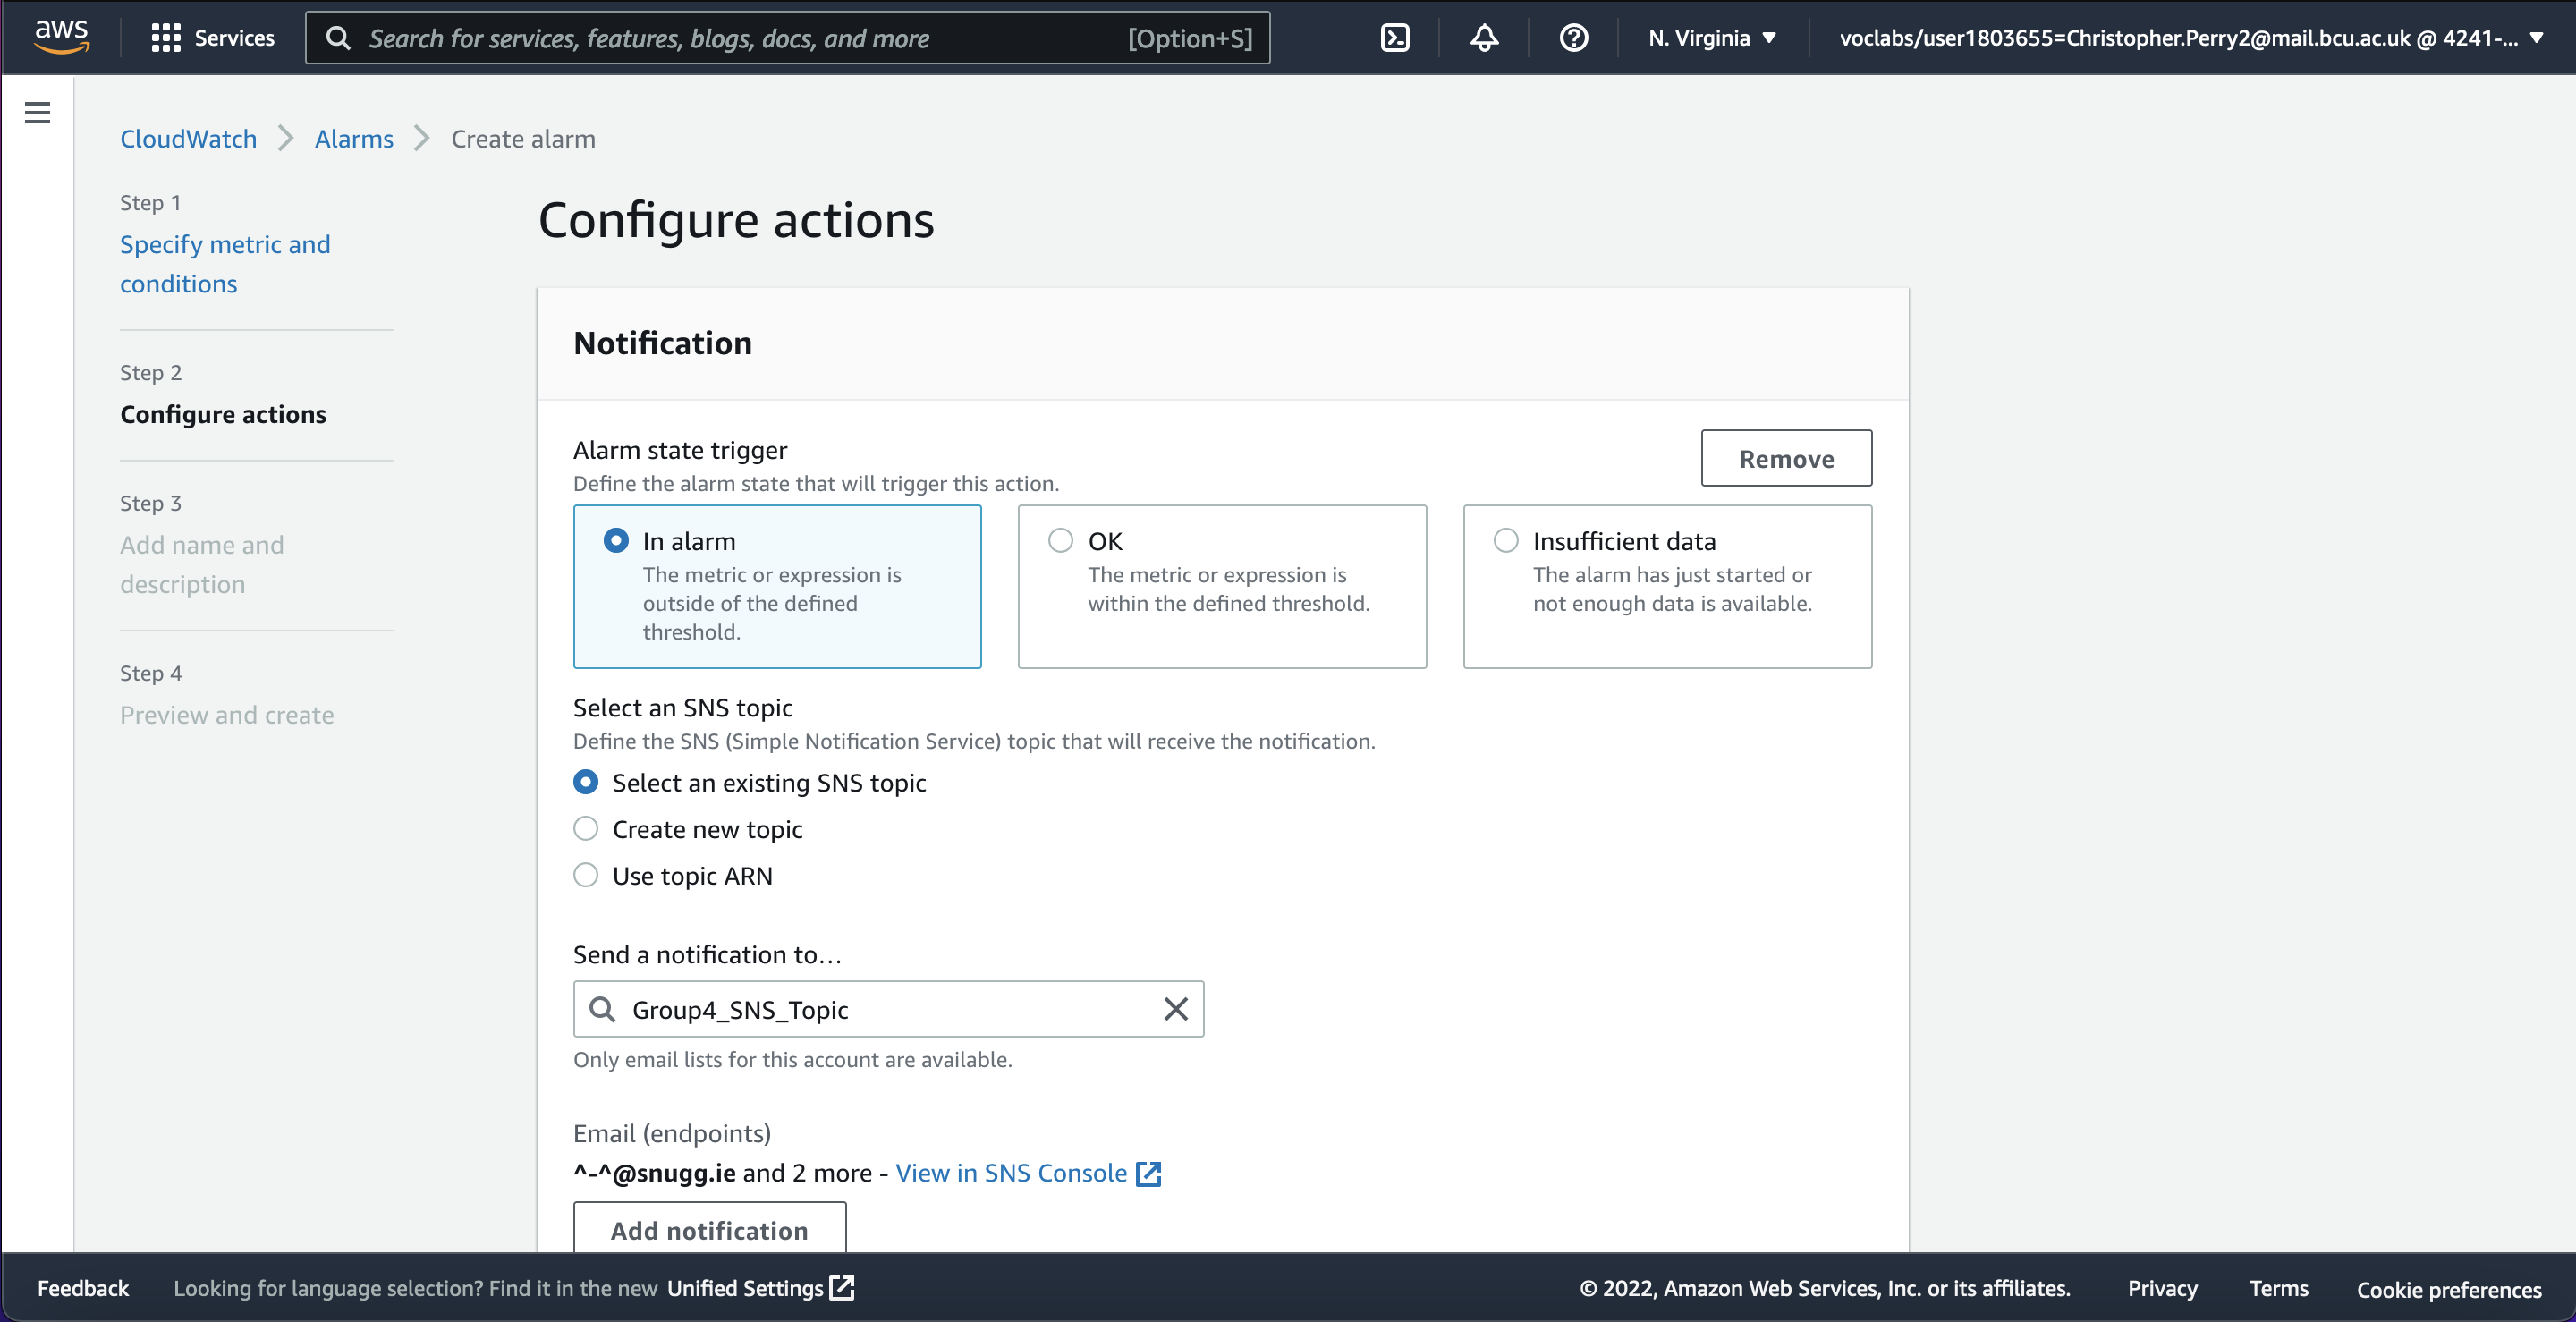 aws Services Search for services, features, blogs, docs, and more [Option+S] N. Virginia voclabs/user1803655=Christopher.Perry2@mail.bcu.ac.uk @ 4241-...
CloudWatch Alarms Create alarm
Step 1
Specify metric and
conditions
Step 2
Configure actions
Step 3
Add name and
description
Step 4
Preview and create
Configure actions
Notification
Alarm state trigger
Define the alarm state that will trigger this action.
Remove
In alarm
The metric or expression is
outside of the defined
threshold.
OK
The metric or expression is
within the defined threshold.
Insufficient data
The alarm has just started or
not enough data is available.
Select an SNS topic
Define the SNS (Simple Notification Service) topic that will receive the notification.
Select an existing SNS topic
Create new topic
Use topic ARN
Send a notification to...
Group4_SNS_Topic
Only email lists for this account are available.
Email (endpoints)
^-^@snugg.ie and 2 more - View in SNS Console
Add notification
Feedback Looking for language selection? Find it in the new Unified Settings © 2022, Amazon Web Services, Inc. or its affiliates. Privacy Terms Cookie preferences